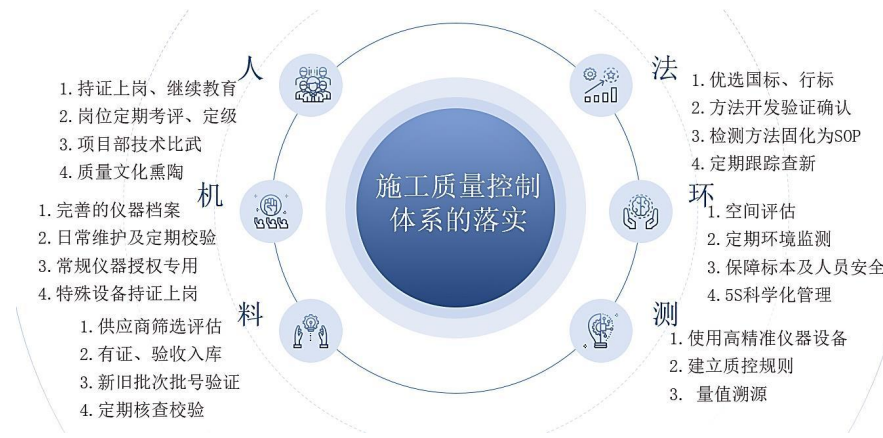 人
1. 持证上岗、继续教育
2. 岗位定期考评、定级
3. 项目部技术比武
4. 质量文化熏陶
机
1. 完善的仪器档案
2. 日常维护及定期校验
3. 常规仪器授权专用
4. 特殊设备持证上岗
料
1. 供应商筛选评估
2. 有证、验收入库
3. 新旧批次批号验证
4. 定期核查校验
施工质量控制
体系的落实
法
1. 优选国标、行标
2. 方法开发验证确认
3. 检测方法固化为SOP
4. 定期跟踪查新
环
1. 空间评估
2. 定期环境监测
3. 保障标本及人员安全
4. 5S科学化管理
测
1. 使用高精准仪器设备
2. 建立质控规则
3. 量值溯源